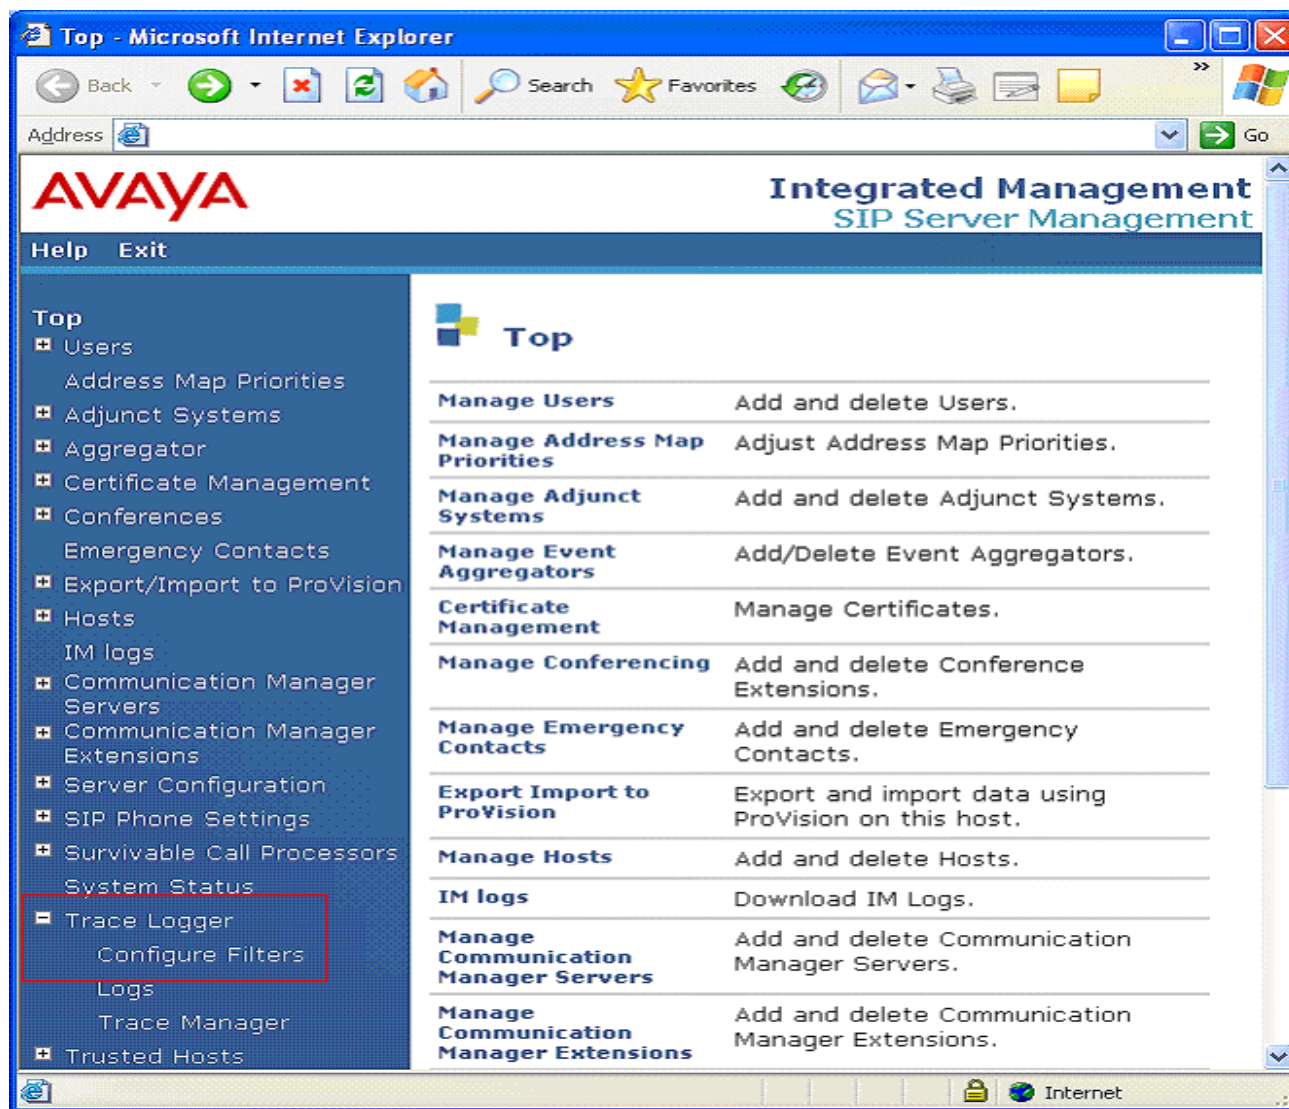 Top - Microsoft Internet Explorer
Back Search Favorites »
Address Go
AVAYA
Integrated Management
SIP Server Management
Help Exit
Top
Users
Address Map Priorities
Adjunct Systems
Aggregator
Certificate Management
Conferences
Emergency Contacts
Export/Import to ProVision
Hosts
IM logs
Communication Manager
Servers
Communication Manager
Extensions
Server Configuration
SIP Phone Settings
Survivable Call Processors
System Status
Trace Logger
Configure Filters
Logs
Trace Manager
Trusted Hosts
Top
Manage Users Add and delete Users.
Manage Address Map Adjust Address Map Priorities.
Priorities
Manage Adjunct Add and delete Adjunct Systems.
Systems
Manage Event Add/Delete Event Aggregators.
Aggregators
Certificate Manage Certificates.
Management
Manage Conferencing Add and delete Conference
Extensions.
Manage Emergency Add and delete Emergency
Contacts Contacts.
Export Import to Export and import data using
ProVision ProVision on this host.
Manage Hosts Add and delete Hosts.
IM logs Download IM Logs.
Manage Add and delete Communication
Communication Manager Servers.
Manager Servers
Manage Add and delete Communication
Communication Manager Extensions.
Manager Extensions
Internet